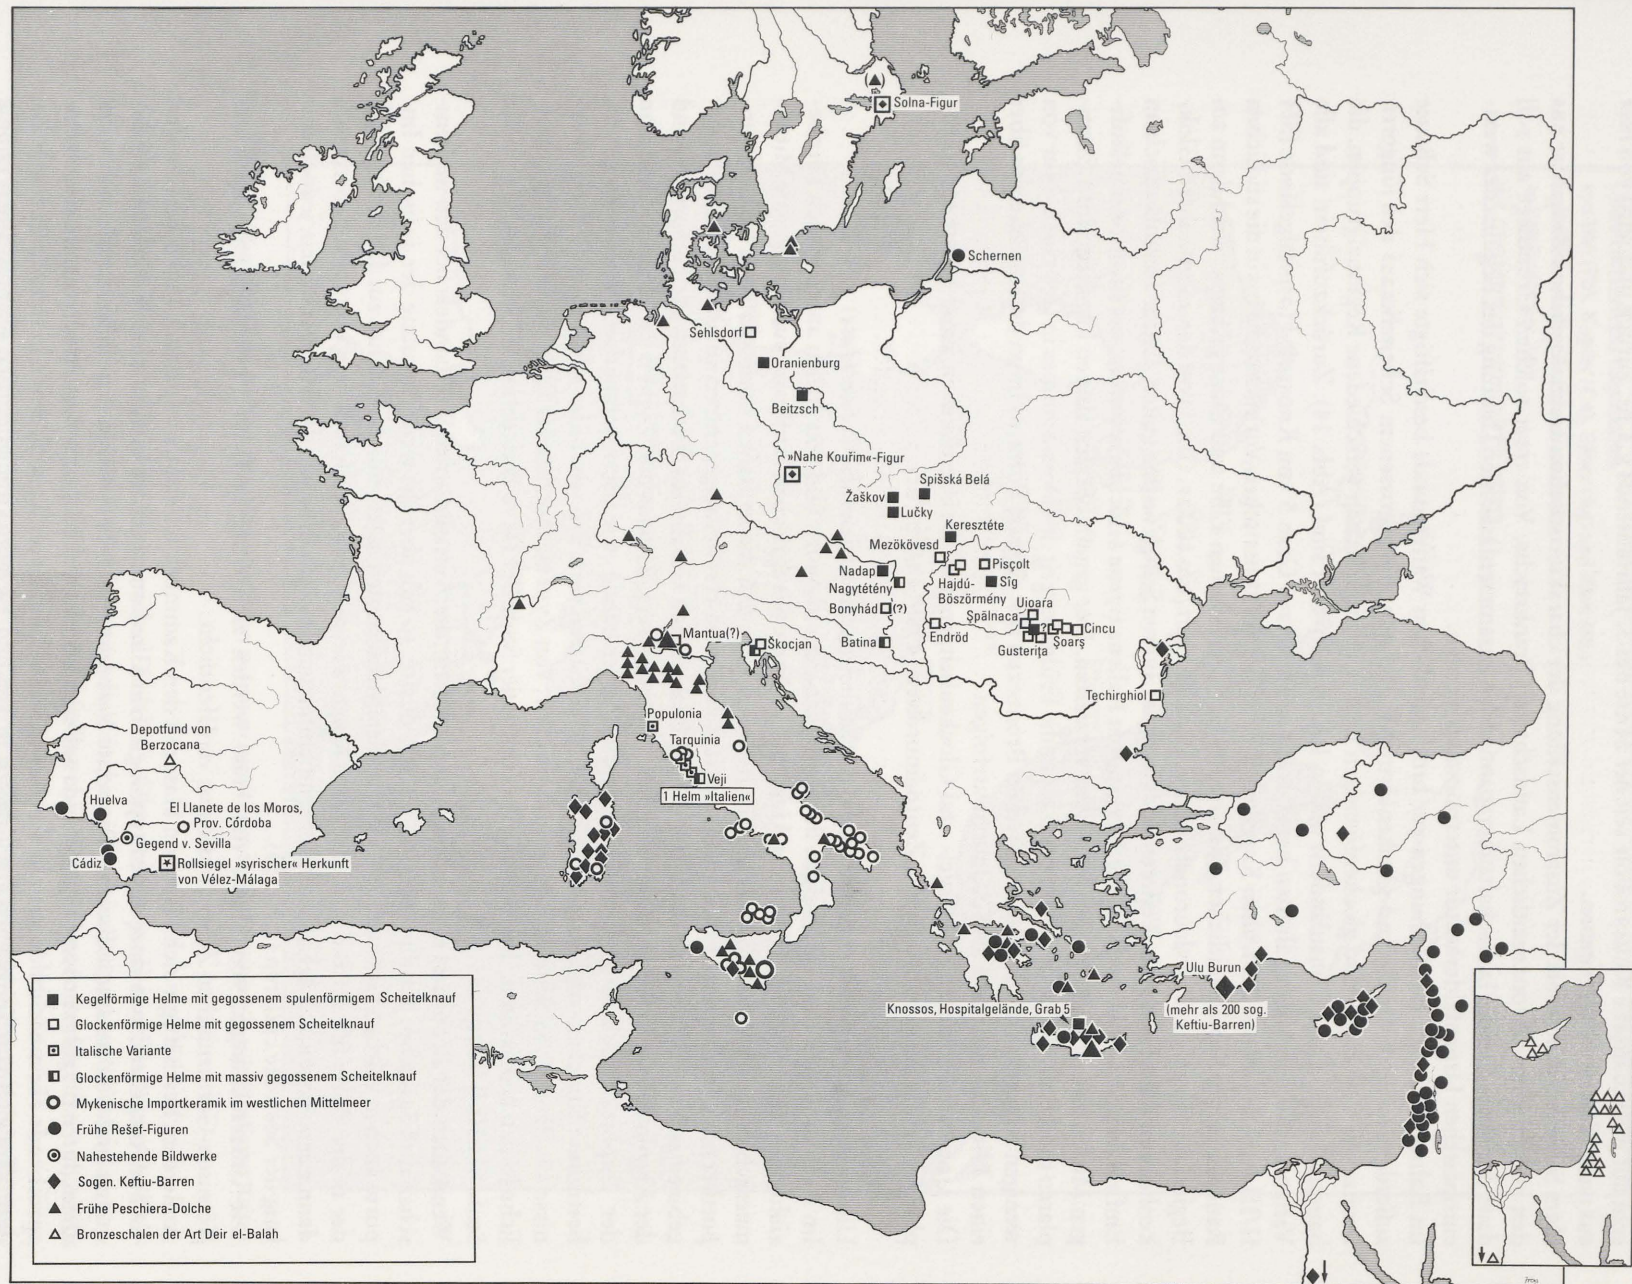 Solna-Figur
Schernen
Sehlsdorf
Oranienburg
Beitzsch
»Nahe Kouřim«-Figur
Spišská Belá
Žaškov
Lučky
Keresztéte
Mezökövesd
Pisçolt
Nadap
Hajdú-
Böszörmény
Sîg
Nagytétény
Uioara
Bonyhád (?)
Spălnaca
?
Endröd
Cincu
Batina
Şoarş
Gusteriţa
Mantua(?)
Škocjan
Techirghiol
Populonia
Depotfund von
Berzocana
Tarquinia
Veji
1 Helm »Italien«
Huelva
El Llanete de los Moros,
Prov. Córdoba
Gegend v. Sevilla
Cádiz
Rollsiegel »syrischer« Herkunft
von Vélez-Málaga
Ulu Burun
(mehr als 200 sog.
Keftiu-Barren)
Knossos, Hospitalgelände, Grab 5
Kegelförmige Helme mit gegossenem spulenförmigem Scheitelknauf
Glockenförmige Helme mit gegossenem Scheitelknauf
Italische Variante
Glockenförmige Helme mit massiv gegossenem Scheitelknauf
Mykenische Importkeramik im westlichen Mittelmeer
Frühe Rešef-Figuren
Nahestehende Bildwerke
Sogen. Keftiu-Barren
Frühe Peschiera-Dolche
Bronzeschalen der Art Deir el-Balah